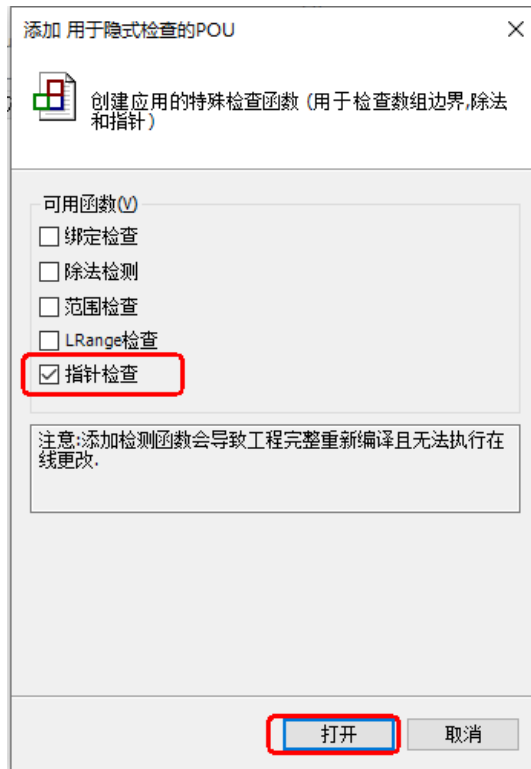 添加 用于隐式检查的POU
创建应用的特殊检查函数 (用于检查数组边界,除法
和指针)
可用函数(V)
绑定检查
除法检测
范围检查
LRange检查
指针检查
注意:添加检测函数会导致工程完整重新编译且无法执行在
线更改.
打开
取消